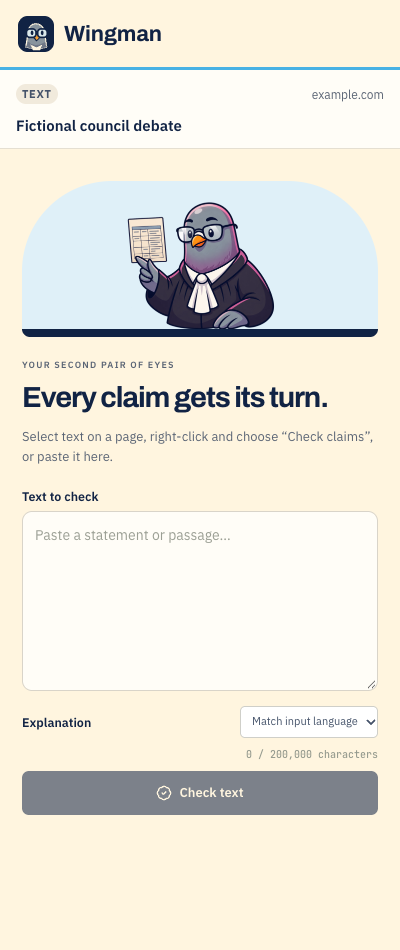 Wingman
TEXT
example.com
Fictional council debate
YOUR SECOND PAIR OF EYES
Every claim gets its turn.
Select text on a page, right-click and choose “Check claims”,
or paste it here.
Text to check
Paste a statement or passage...
Explanation
Match input language
0 / 200,000 characters
Check text